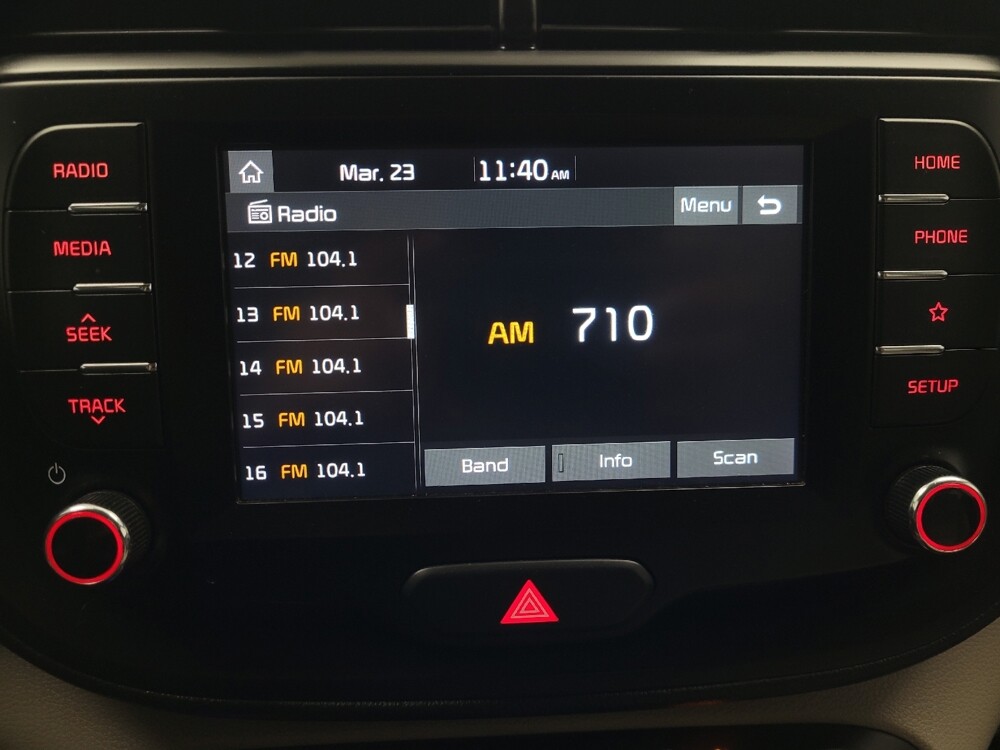 RADIO
MEDIA
SEEK
TRACK
Mar. 23 11:40 AM
Radio Menu
12 FM 104.1
13 FM 104.1
14 FM 104.1
15 FM 104.1
16 FM 104.1
AM 710
Band Info Scan
HOME
PHONE
SETUP